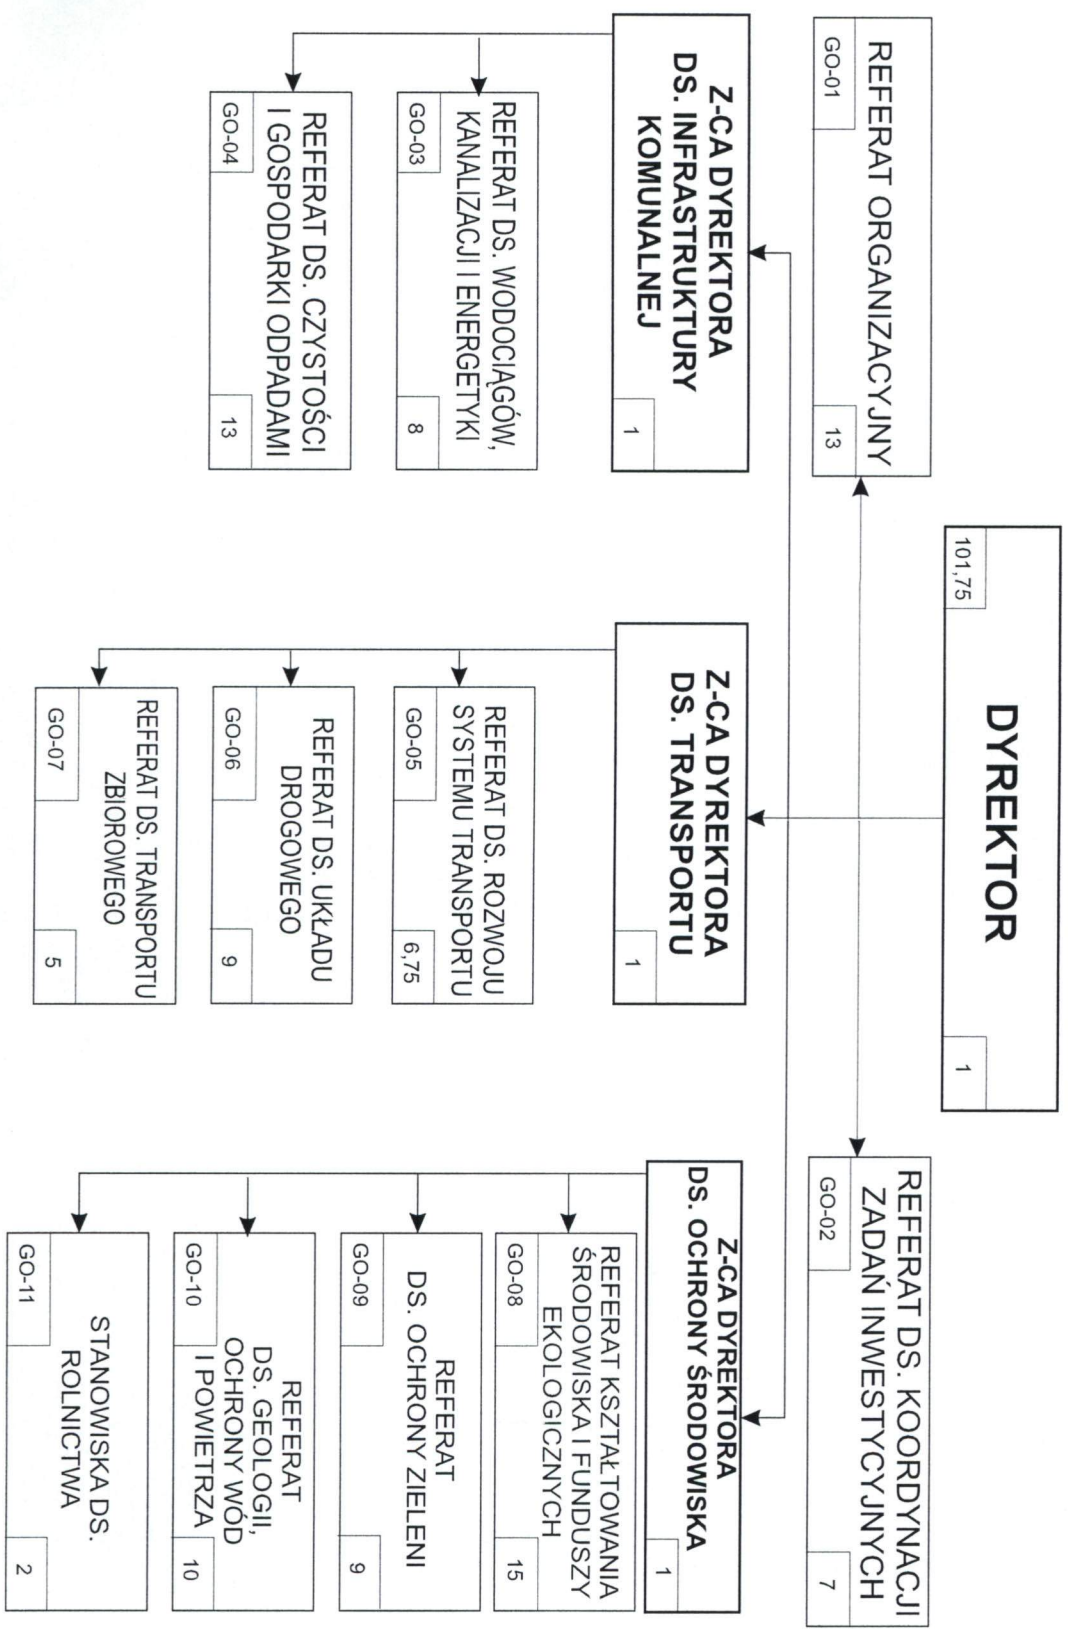 DYREKTOR
101,75
1
REFERAT ORGANIZACYJNY
GO-01
13
REFERAT DS. KOORDYNACJI
ZADAŃ INWESTYCYJNYCH
GO-02
7
Z-CA DYREKTORA
DS. INFRASTRUKTURY
KOMUNALNEJ
1
REFERAT DS. WODOCIĄGÓW,
KANALIZACJI I ENERGETYKI
GO-03
8
REFERAT DS. CZYSTOŚCI
I GOSPODARKI ODPADAMI
GO-04
13
Z-CA DYREKTORA
DS. TRANSPORTU
1
REFERAT DS. ROZWOJU
SYSTEMU TRANSPORTU
GO-05
6,75
REFERAT DS. UKŁADU
DROGOWEGO
GO-06
9
REFERAT DS. TRANSPORTU
ZBIOROWEGO
GO-07
5
Z-CA DYREKTORA
DS. OCHRONY ŚRODOWISKA
1
REFERAT KSZTAŁTOWANIA
ŚRODOWISKA I FUNDUSZY
EKOLOGICZNYCH
GO-08
15
REFERAT
DS. OCHRONY ZIELENI
GO-09
9
REFERAT
DS. GEOLOGII,
OCHRONY WÓD
I POWIETRZA
GO-10
10
STANOWISKA DS.
ROLNICTWA
GO-11
2